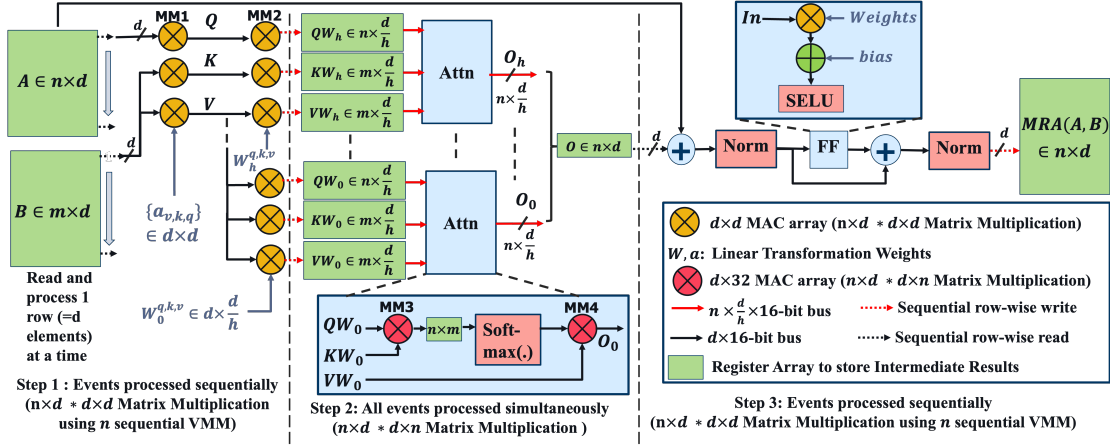 A ∈ n×d
B ∈ m×d
Read and
process 1
row (=d
elements)
at a time
d
d
MM1
MM2
Q
K
V
{a_{v,k,q}}
∈ d×d
W_h^{q,k,v}
W_0^{q,k,v} ∈ d×d/h
Step 1 : Events processed sequentially
(n×d * d×d Matrix Multiplication
using n sequential VMM)
QW_h ∈ n×d/h
KW_h ∈ m×d/h
VW_h ∈ m×d/h
QW_0 ∈ n×d/h
KW_0 ∈ m×d/h
VW_0 ∈ m×d/h
Attn
Attn
O_h
n×d/h
O_0
n×d/h
O ∈ n×d
MM3
MM4
QW_0
KW_0
VW_0
n×m
Soft-
max(.)
O_0
Step 2: All events processed simultaneously
(n×d * d×n Matrix Multiplication )
In
Weights
bias
SELU
d
Norm
FF
Norm
d
MRA(A, B)
∈ n×d
d×d MAC array (n×d * d×d Matrix Multiplication)
W, a: Linear Transformation Weights
d×32 MAC array (n×d * d×n Matrix Multiplication)
n × d/h ×16-bit bus
Sequential row-wise write
d×16-bit bus
Sequential row-wise read
Register Array to store Intermediate Results
Step 3: Events processed sequentially
(n×d * d×d Matrix Multiplication using n sequential VMM)